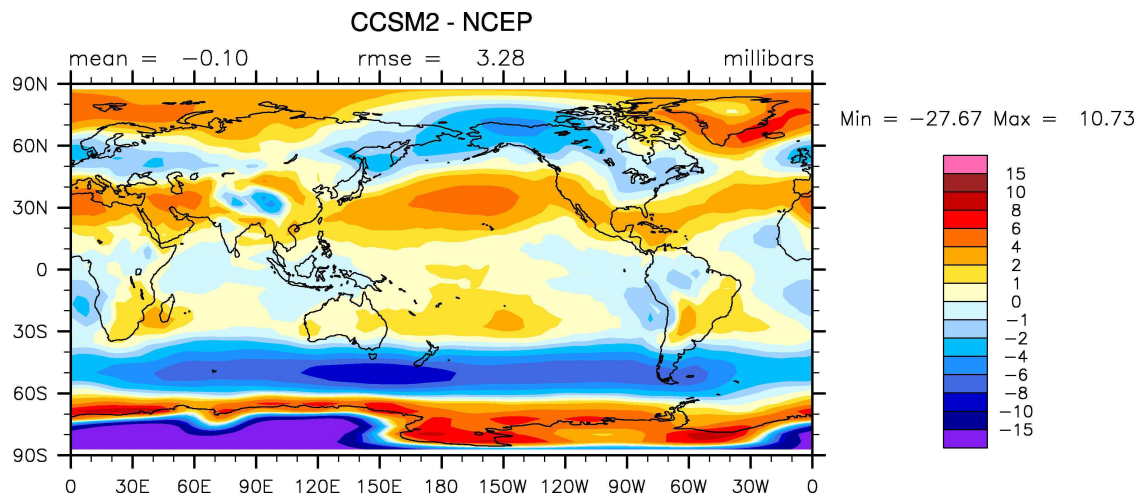 CCSM2 - NCEP
mean = -0.10 rmse = 3.28 millibars
Min = -27.67 Max = 10.73
90N
60N
30N
0
30S
60S
90S
0 30E 60E 90E 120E 150E 180 150W 120W 90W 60W 30W 0
15
10
8
6
4
2
1
0
-1
-2
-4
-6
-8
-10
-15